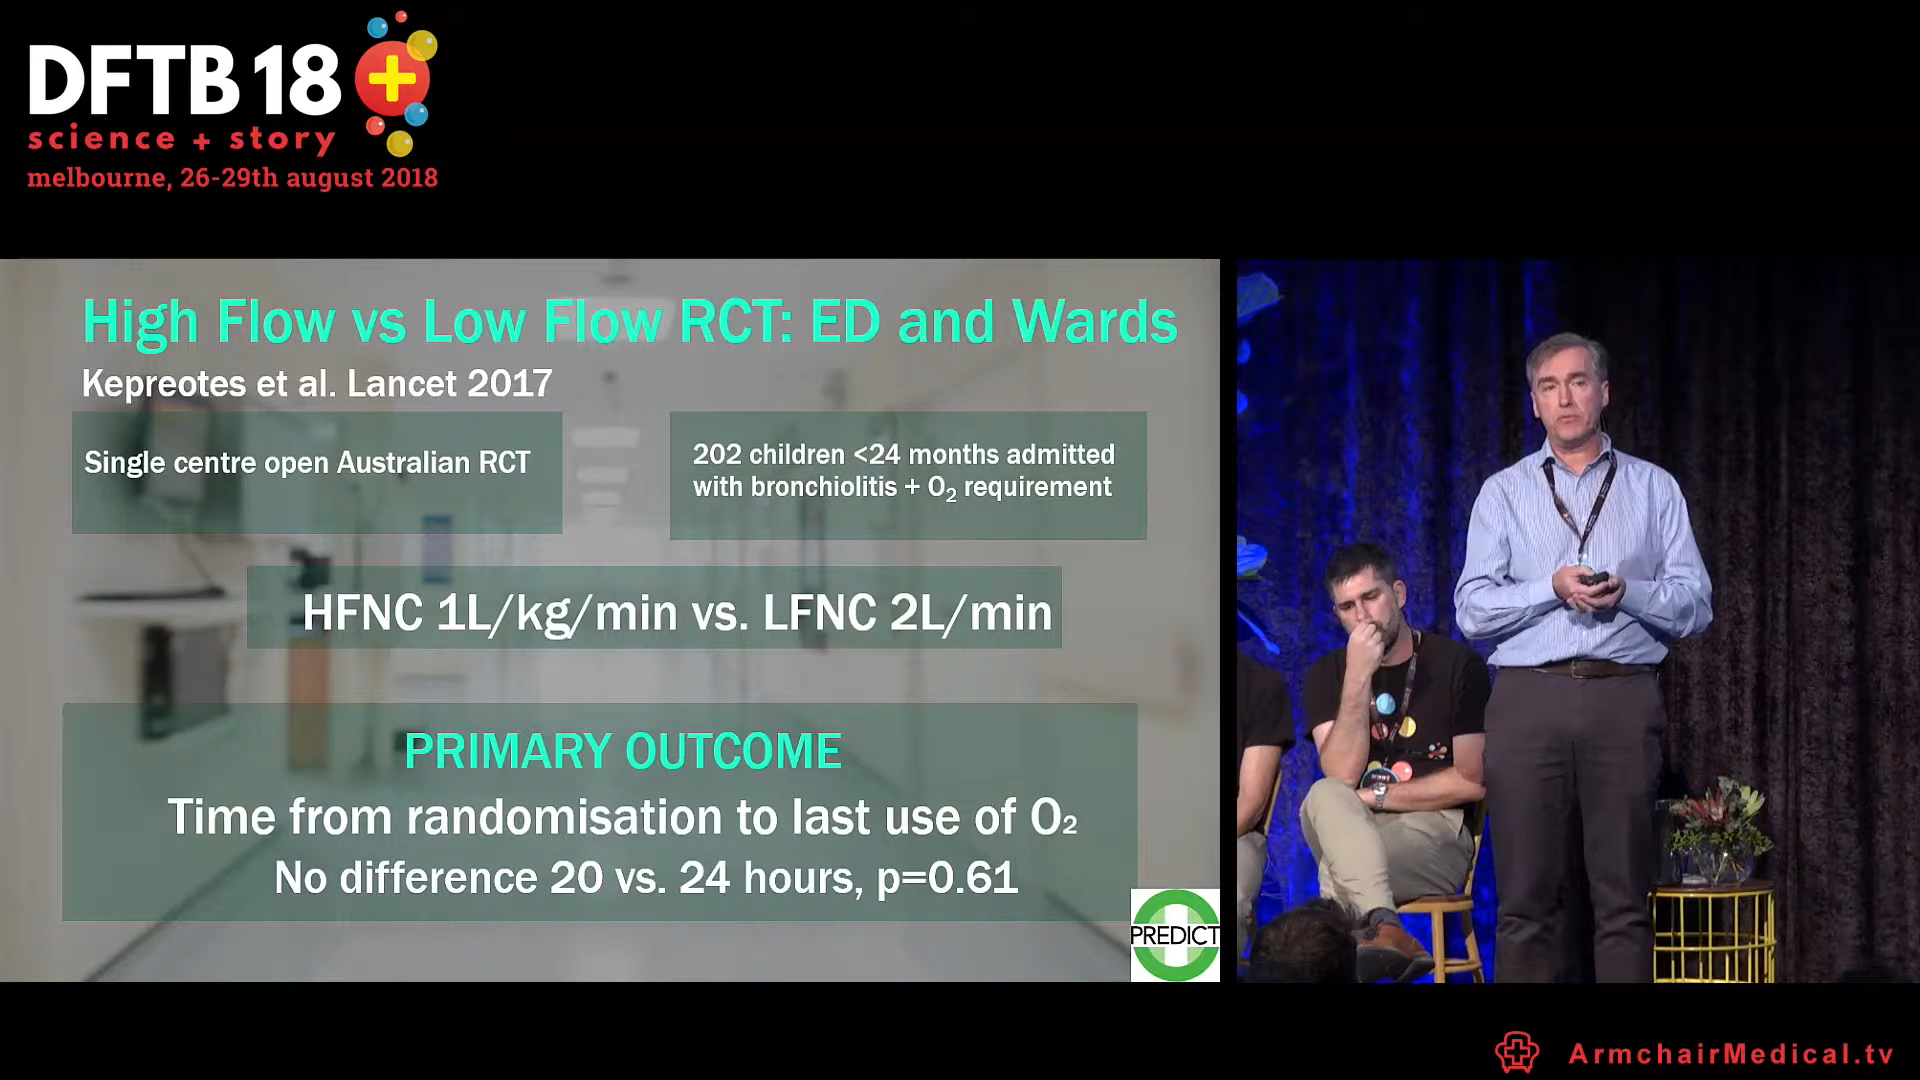 DFTB 18
science + story
melbourne, 26-29th august 2018
High Flow vs Low Flow RCT: ED and Wards
Kepreotes et al. Lancet 2017
Single centre open Australian RCT
202 children <24 months admitted
with bronchiolitis + O₂ requirement
HFNC 1L/kg/min vs. LFNC 2L/min
PRIMARY OUTCOME
Time from randomisation to last use of O₂
No difference 20 vs. 24 hours, p=0.61
PREDICT
ArmchairMedical.tv